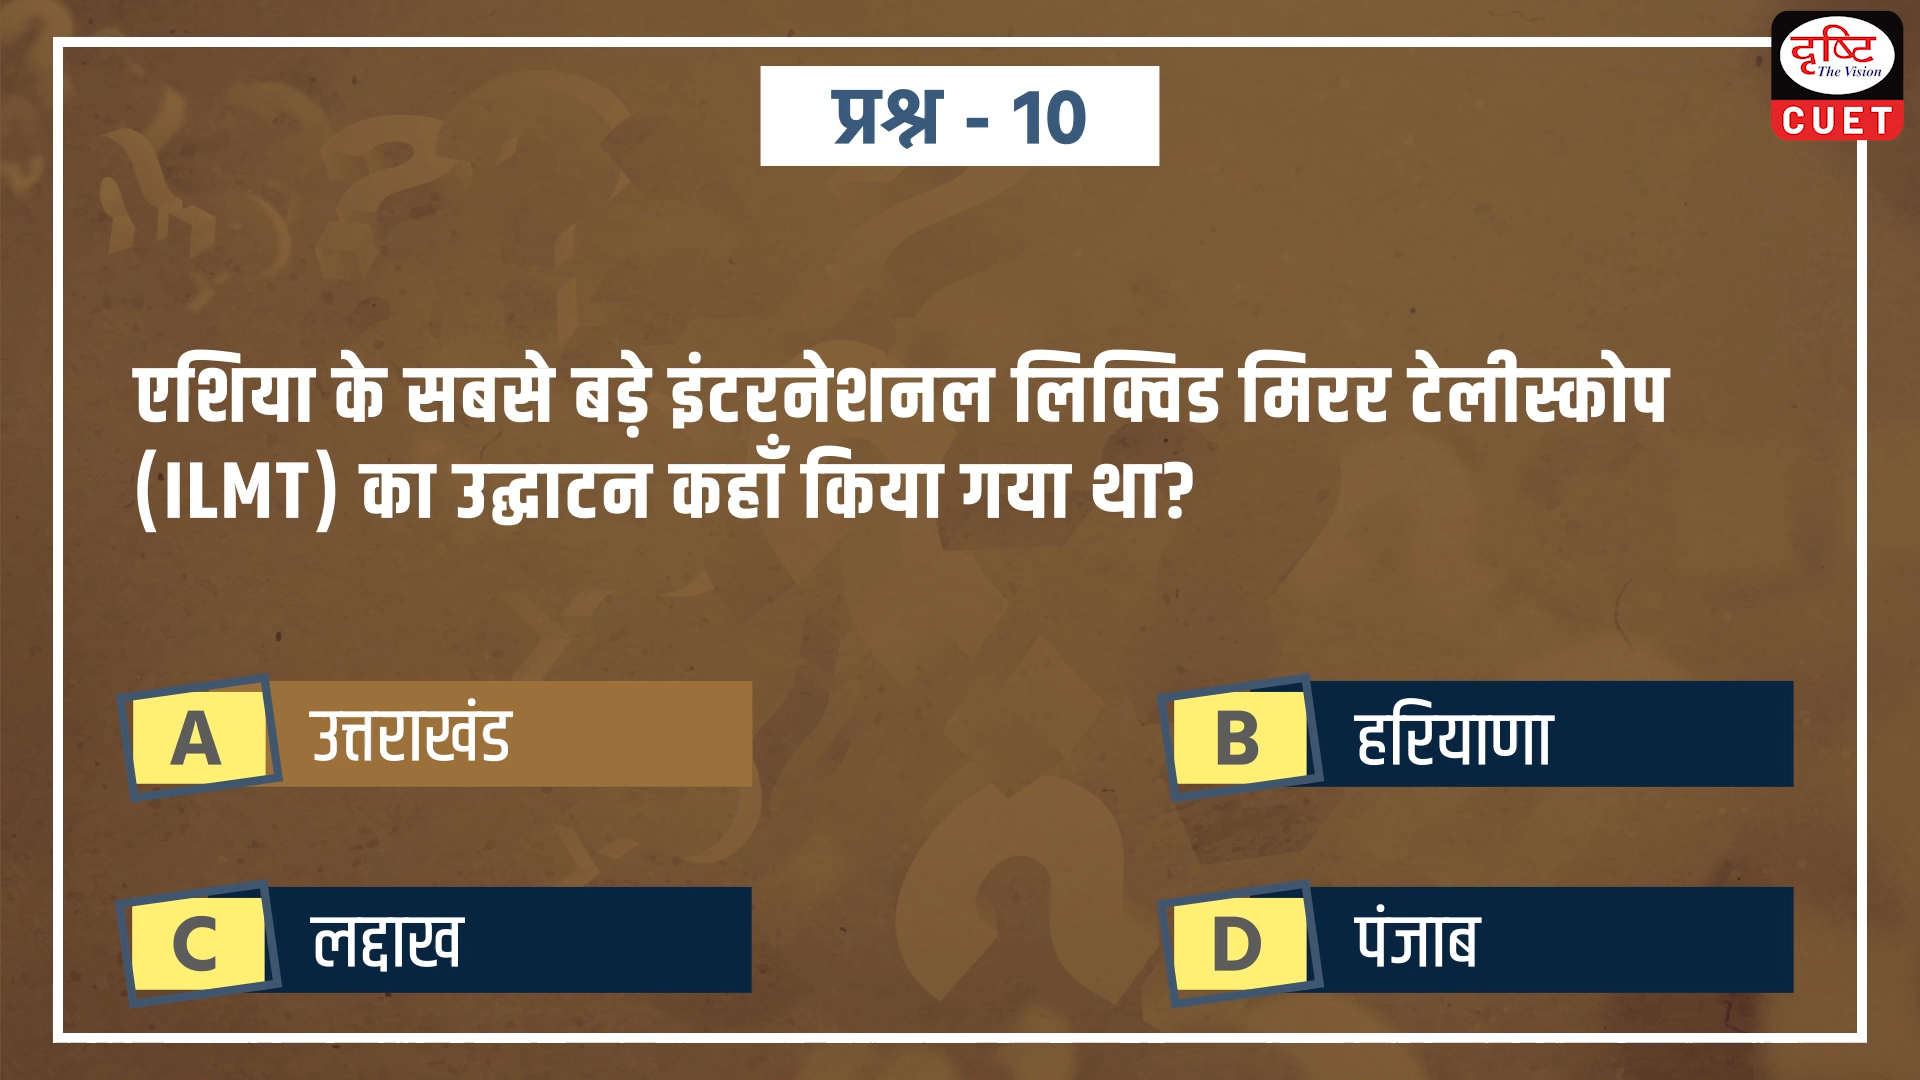 दृष्टि
The Vision
CUET
प्रश्न - 10
एशिया के सबसे बड़े इंटरनेशनल लिक्विड मिरर टेलीस्कोप
(ILMT) का उद्घाटन कहाँ किया गया था?
A उत्तराखंड
B हरियाणा
C लद्दाख
D पंजाब